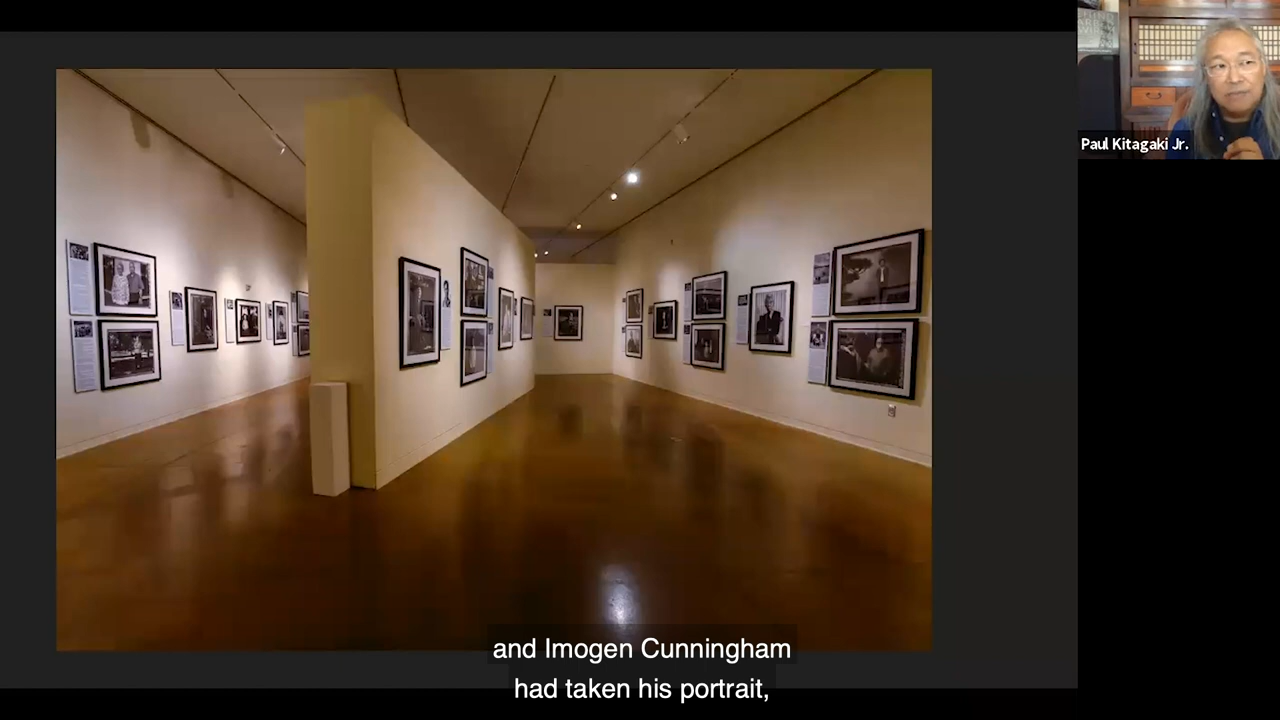 Paul Kitagaki Jr.
and Imogen Cunningham
had taken his portrait,